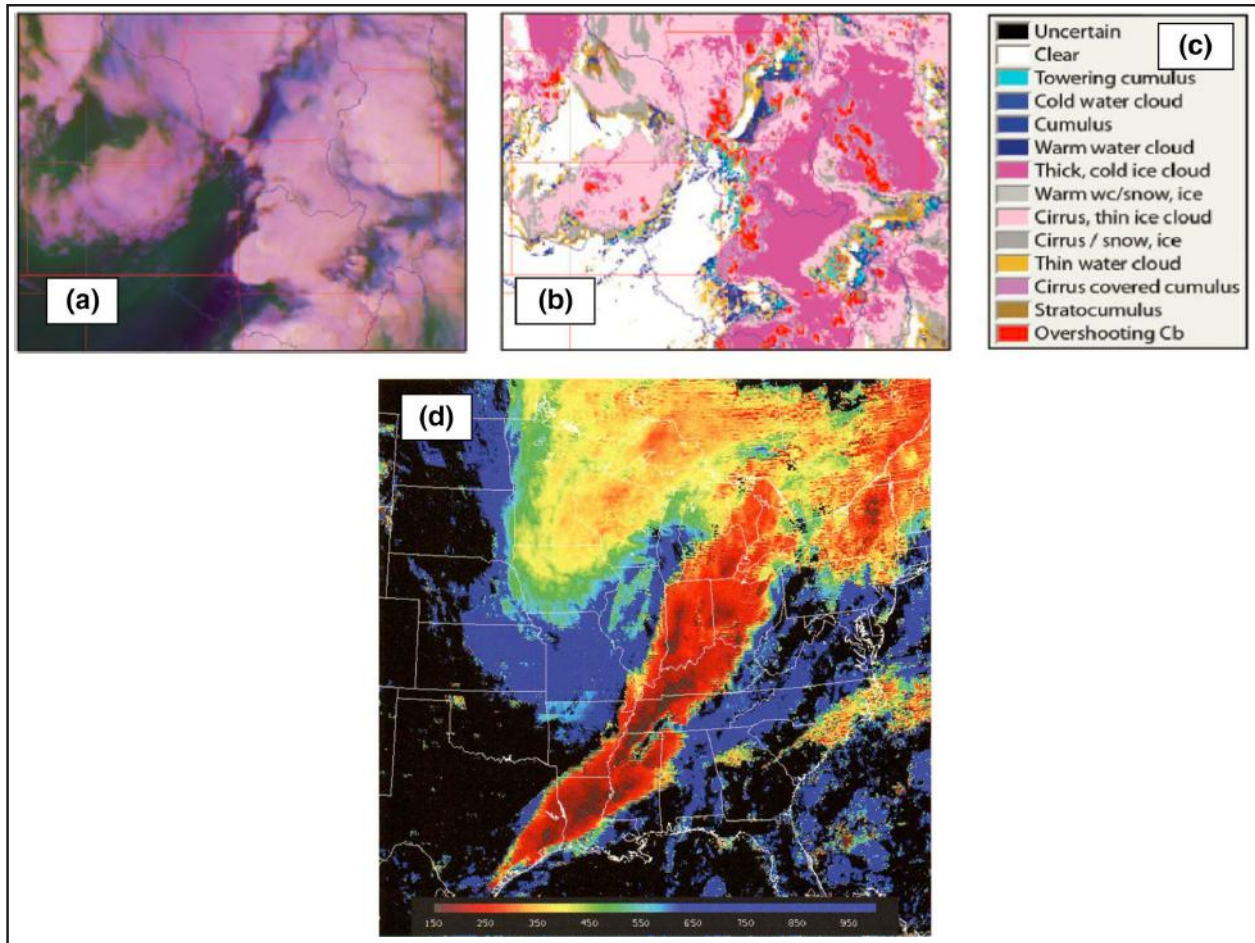 (a)
(b)
(c)
Uncertain
Clear
Towering cumulus
Cold water cloud
Cumulus
Warm water cloud
Thick, cold ice cloud
Warm wc/snow, ice
Cirrus, thin ice cloud
Cirrus / snow, ice
Thin water cloud
Cirrus covered cumulus
Stratocumulus
Overshooting Cb
(d)
150 250 350 450 550 650 750 850 950